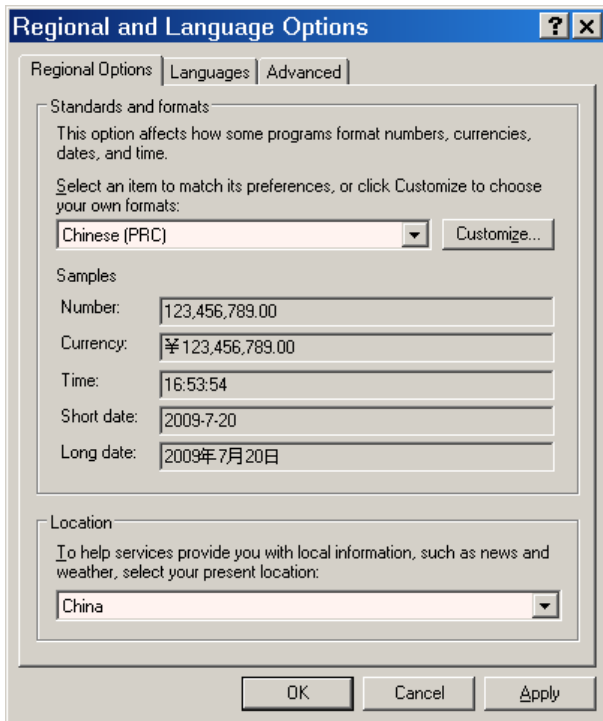 Regional and Language Options
Regional Options Languages Advanced
Standards and formats
This option affects how some programs format numbers, currencies,
dates, and time.
Select an item to match its preferences, or click Customize to choose
your own formats:
Chinese (PRC) Customize...
Samples
Number: 123,456,789.00
Currency: ¥123,456,789.00
Time: 16:53:54
Short date: 2009-7-20
Long date: 2009年7月20日
Location
To help services provide you with local information, such as news and
weather, select your present location:
China
OK Cancel Apply